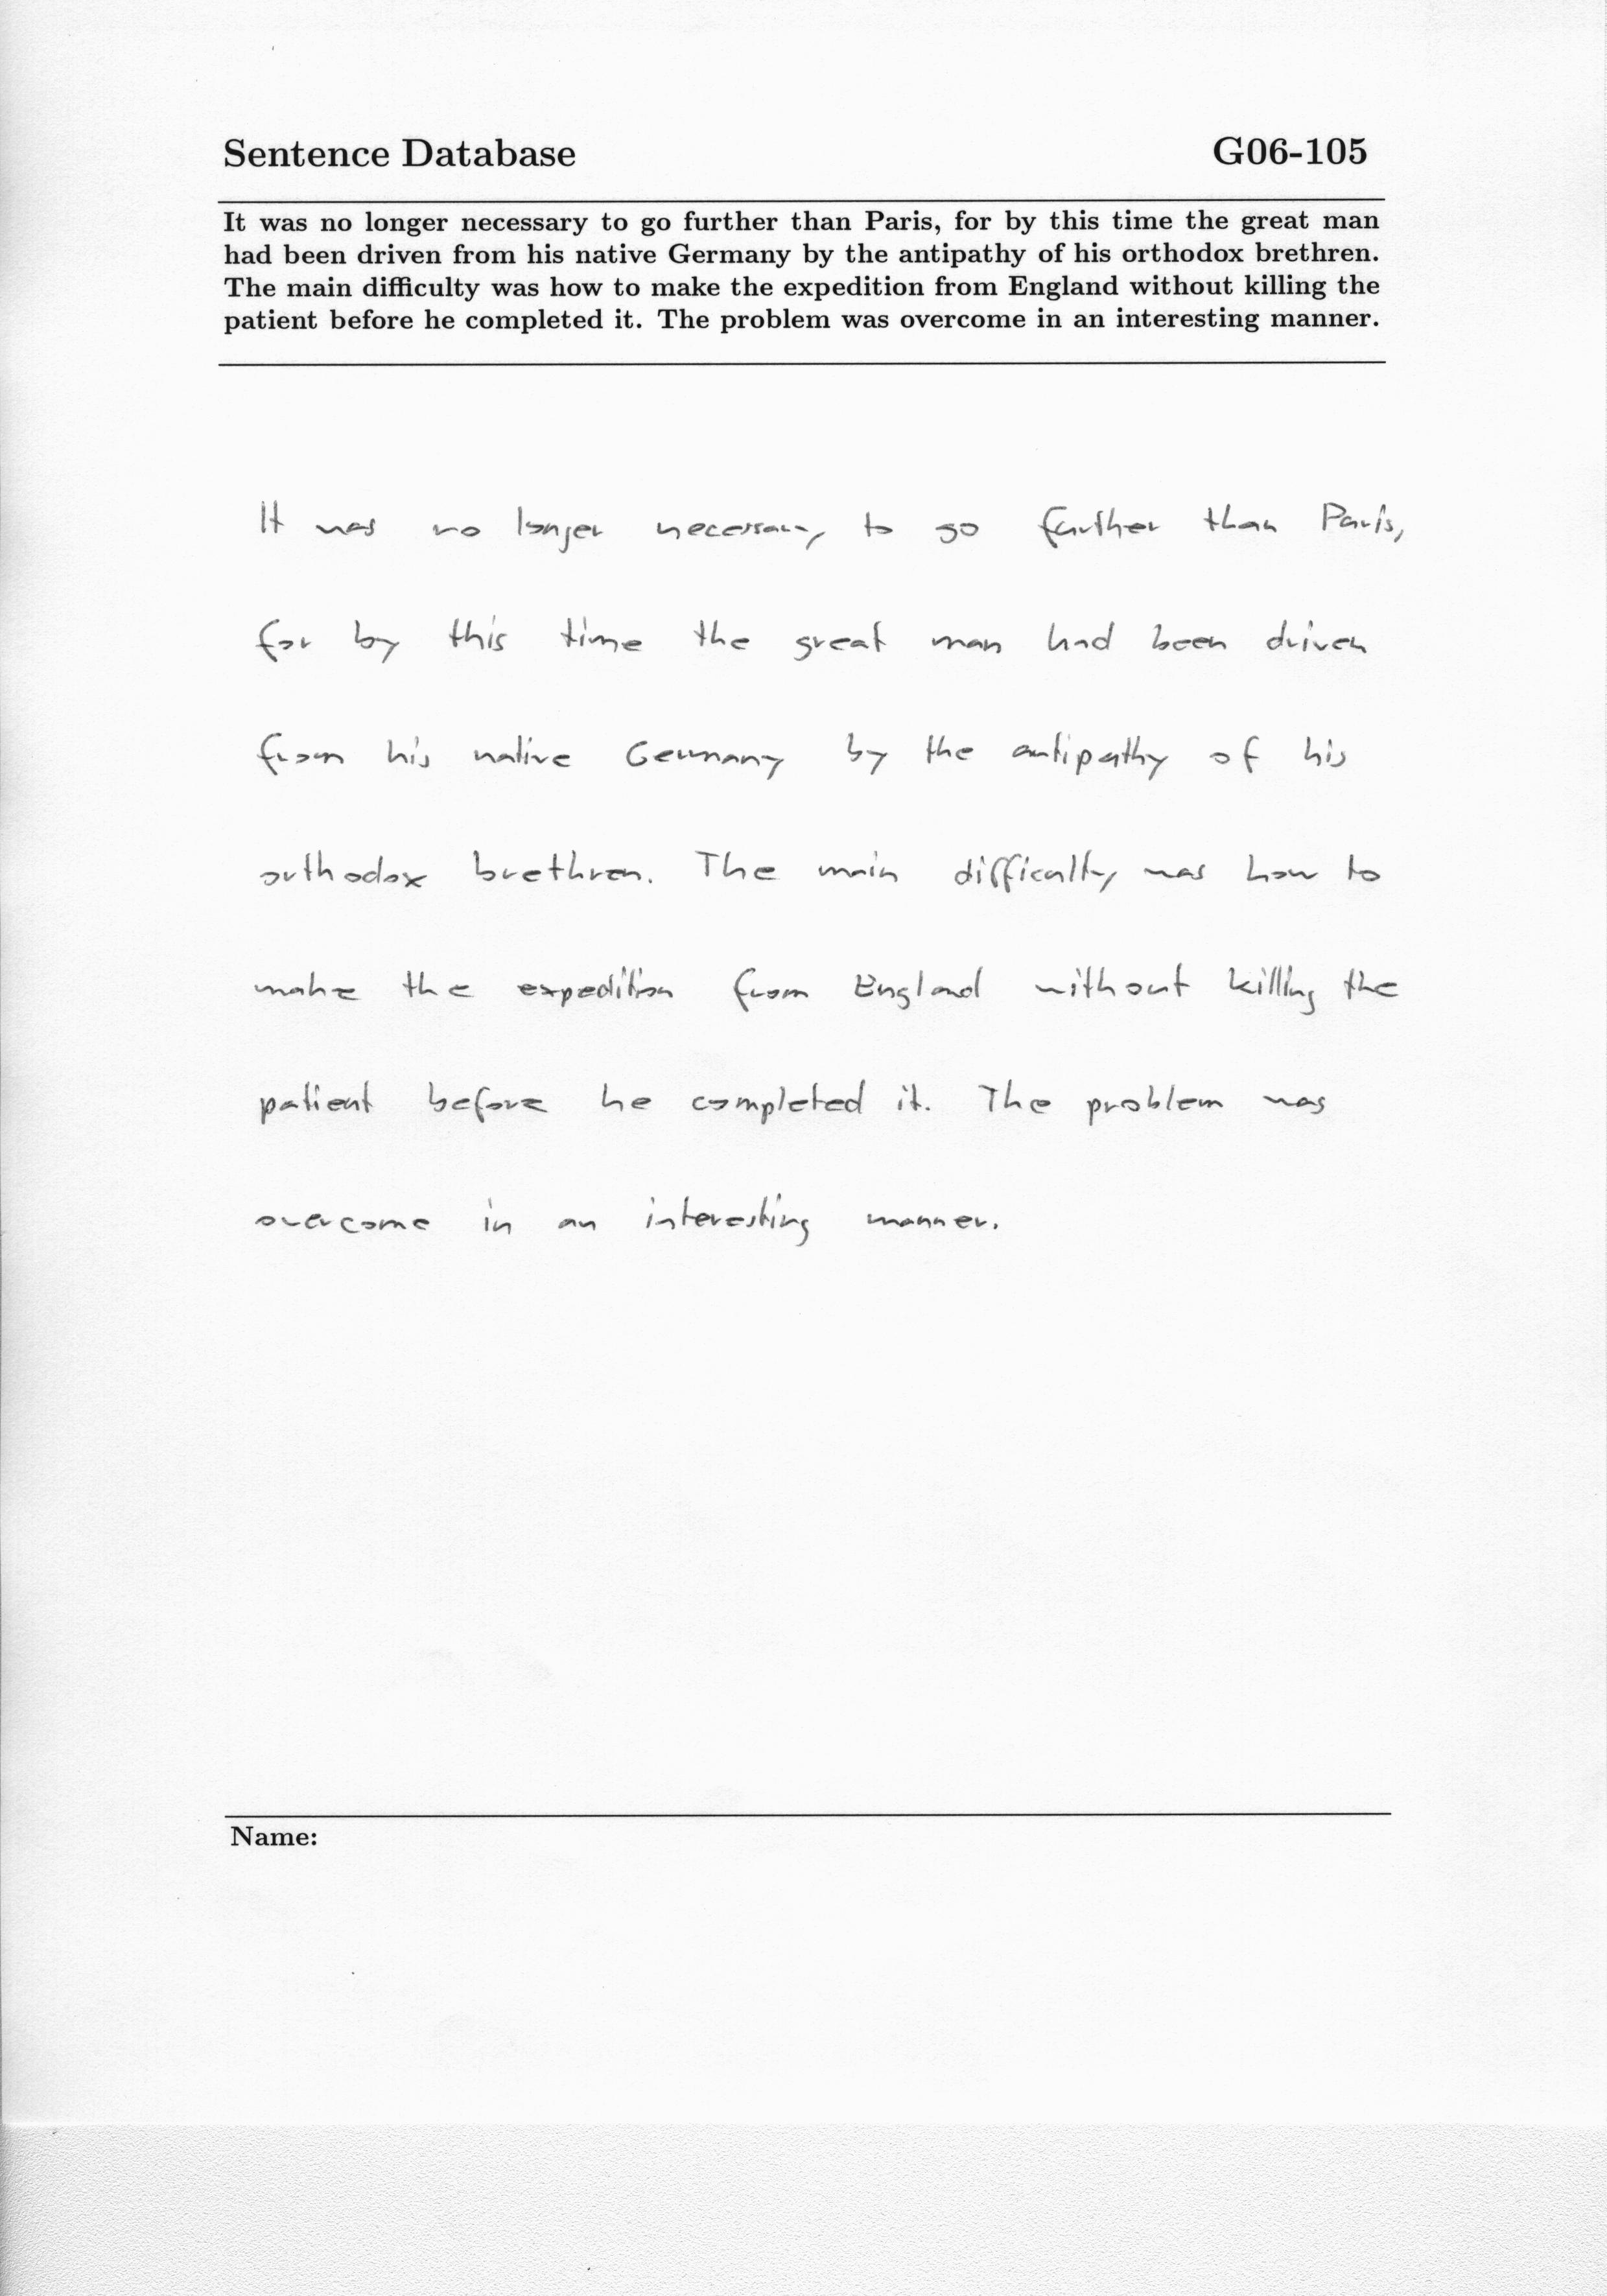 Sentence Database G06-105
It was no longer necessary to go further than Paris, for by this time the great man
had been driven from his native Germany by the antipathy of his orthodox brethren.
The main difficulty was how to make the expedition from England without killing the
patient before he completed it. The problem was overcome in an interesting manner.
It was no longer necessary to go further than Paris,
for by this time the great man had been driven
from his native Germany by the antipathy of his
orthodox brethren. The main difficulty was how to
make the expedition from England without killing the
patient before he completed it. The problem was
overcome in an interesting manner.
Name: